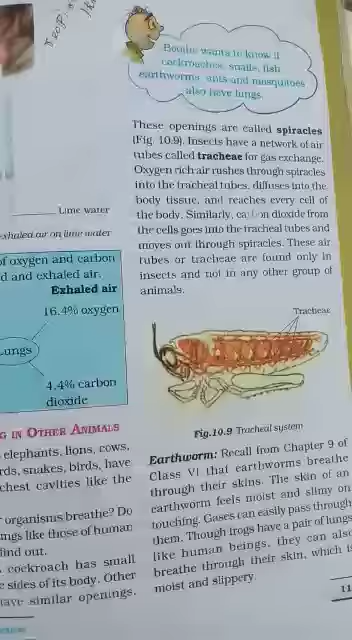 Boojho wants to know if
cockroaches, snails, fish,
earthworms, ants and mosquitoes
also have lungs.
Lime water
exhaled air on lime water
of oxygen and carbon
d and exhaled air.
Exhaled air
16.4% oxygen
Lungs
4.4% carbon
dioxide
G IN OTHER ANIMALS
elephants, lions, cows,
rds, snakes, birds, have
chest cavities like the
organisms breathe? Do
ngs like those of human
find out.
cockroach has small
e sides of its body. Other
have similar openings.
These openings are called spiracles
(Fig. 10.9). Insects have a network of air
tubes called tracheae for gas exchange.
Oxygen rich air rushes through spiracles
into the tracheal tubes, diffuses into the
body tissue, and reaches every cell of
the body. Similarly, carbon dioxide from
the cells goes into the tracheal tubes and
moves out through spiracles. These air
tubes or tracheae are found only in
insects and not in any other group of
animals.
Tracheae
Fig.10.9 Tracheal system
Earthworm: Recall from Chapter 9 of
Class VI that earthworms breathe
through their skins. The skin of an
earthworm feels moist and slimy on
touching. Gases can easily pass through
them. Though frogs have a pair of lungs
like human beings, they can also
breathe through their skin, which is
moist and slippery.
11